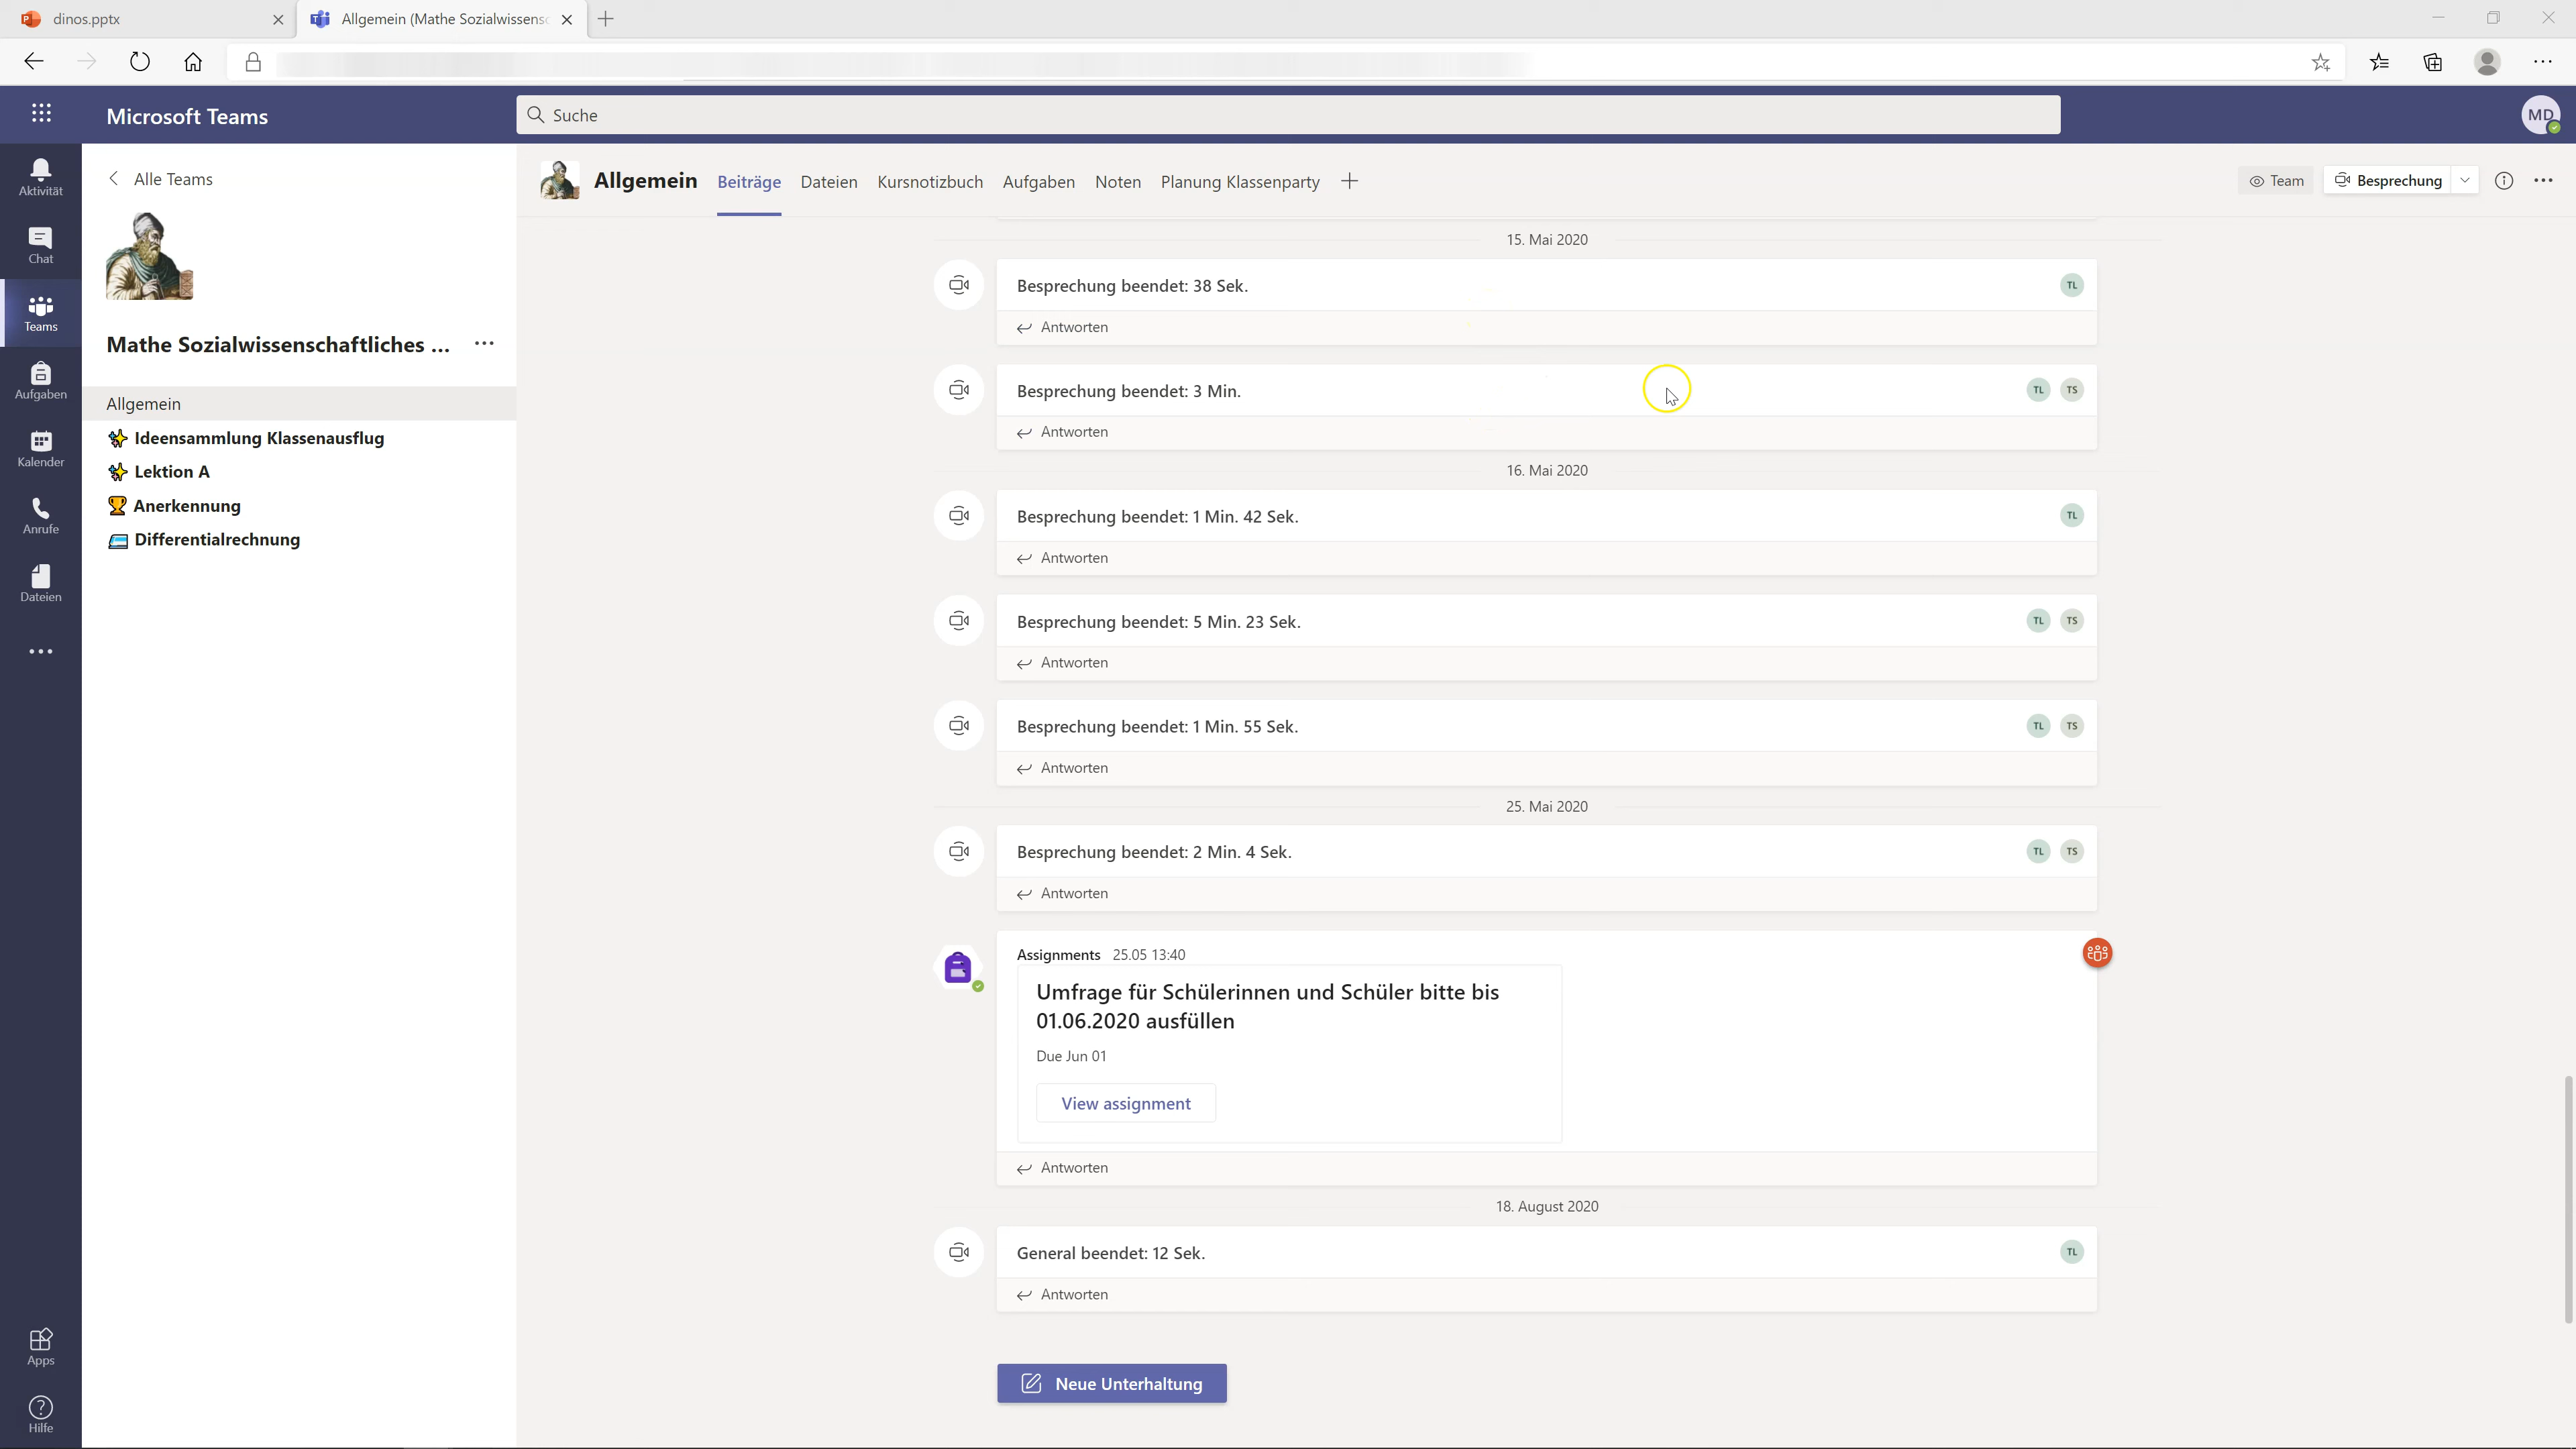 dinos.pptx
Allgemein (Mathe Sozialwissensc
Microsoft Teams
Suche
MD
Aktivität
Chat
Teams
Aufgaben
Kalender
Anrufe
Dateien
Apps
Hilfe
Alle Teams
Mathe Sozialwissenschaftliches ...
Allgemein
Ideensammlung Klassenausflug
Lektion A
Anerkennung
Differentialrechnung
Allgemein Beiträge Dateien Kursnotizbuch Aufgaben Noten Planung Klassenparty
Team Besprechung
15. Mai 2020
Besprechung beendet: 38 Sek. TL
Antworten
Besprechung beendet: 3 Min. TL TS
Antworten
16. Mai 2020
Besprechung beendet: 1 Min. 42 Sek. TL
Antworten
Besprechung beendet: 5 Min. 23 Sek. TL TS
Antworten
Besprechung beendet: 1 Min. 55 Sek. TL TS
Antworten
25. Mai 2020
Besprechung beendet: 2 Min. 4 Sek. TL TS
Antworten
Assignments 25.05 13:40
Umfrage für Schülerinnen und Schüler bitte bis
01.06.2020 ausfüllen
Due Jun 01
View assignment
Antworten
18. August 2020
General beendet: 12 Sek. TL
Antworten
Neue Unterhaltung